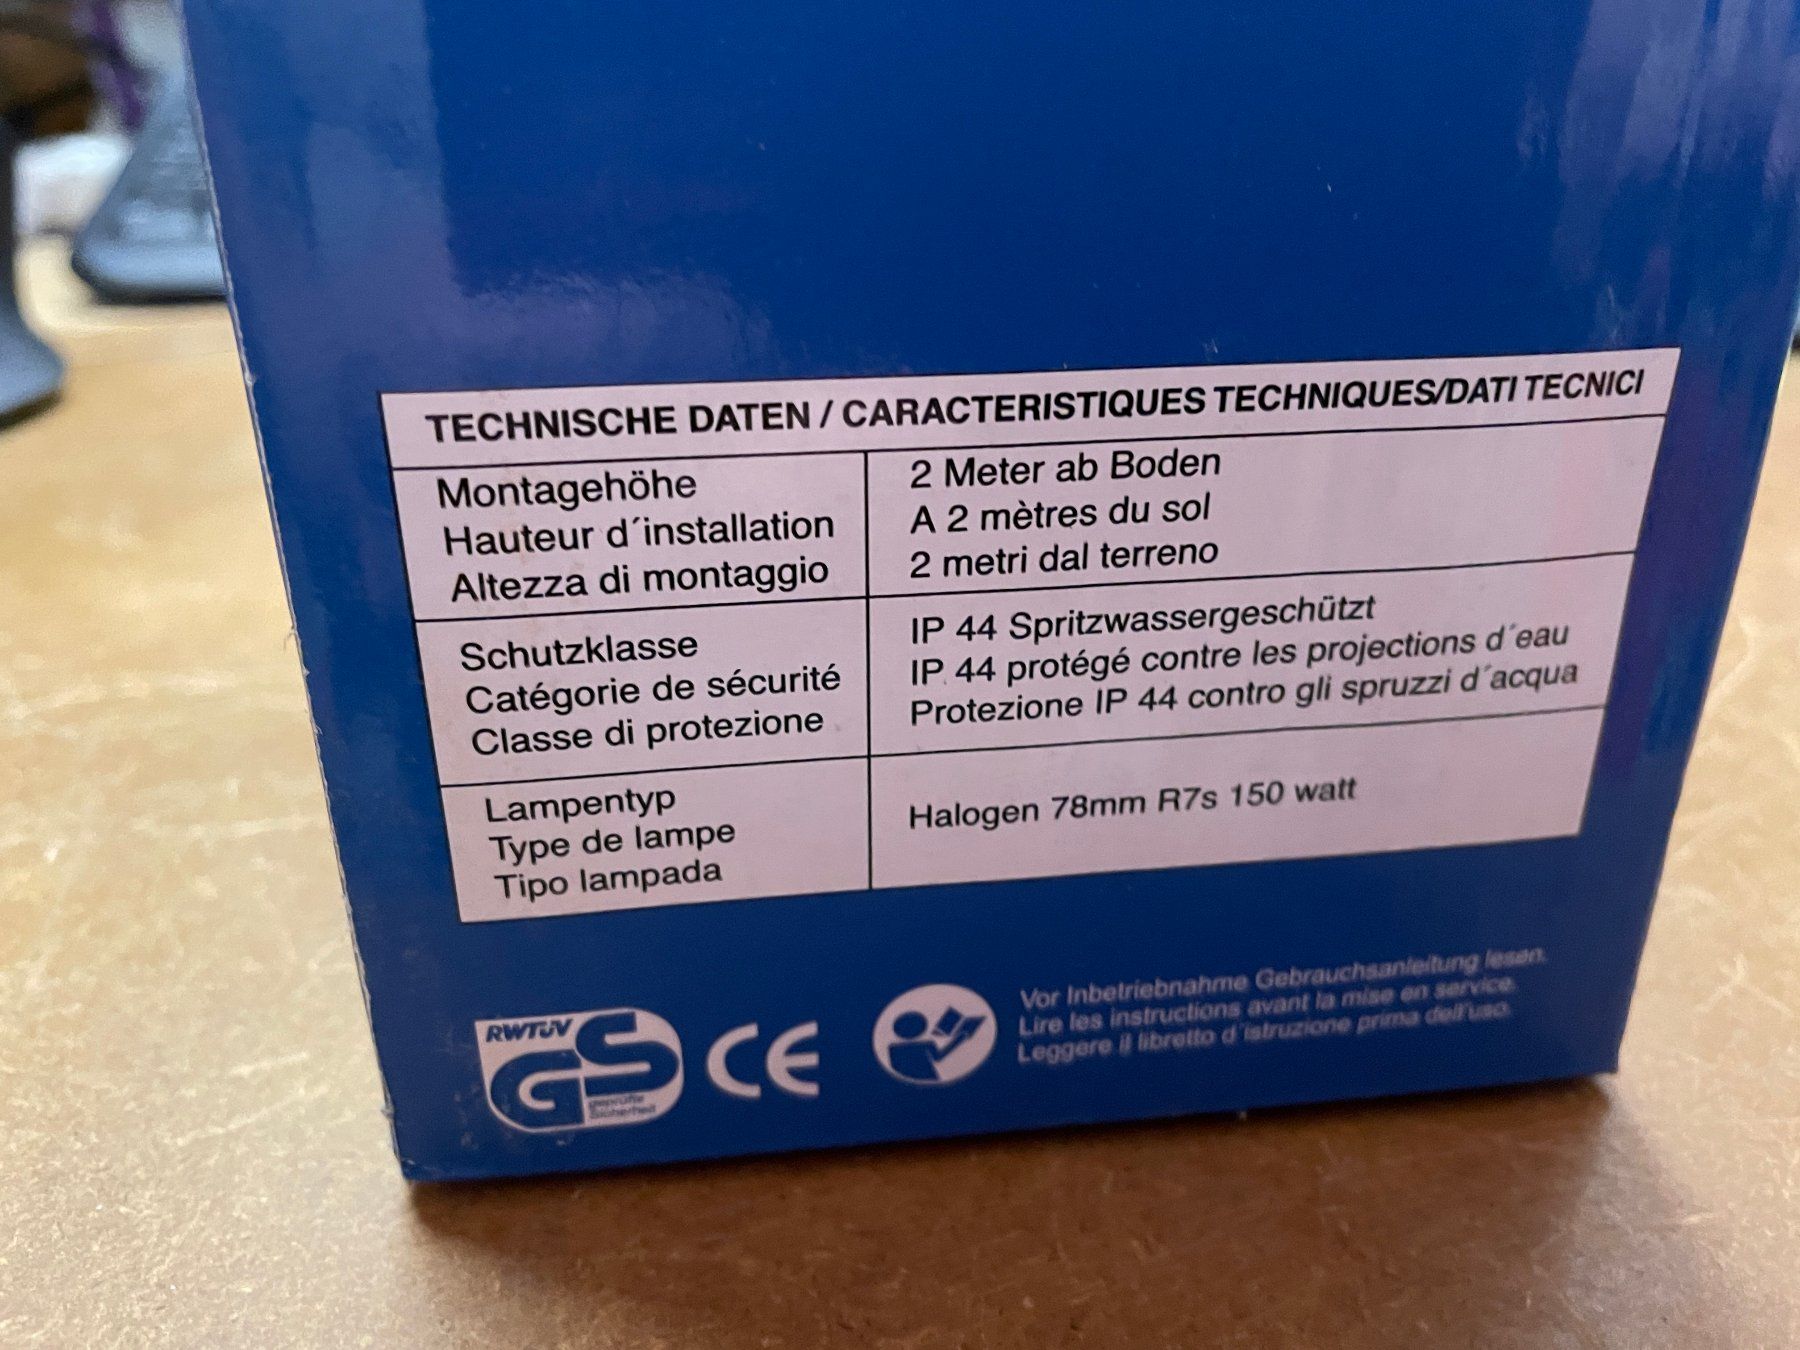 TECHNISCHE DATEN / CARACTERISTIQUES TECHNIQUES/DATI TECNICI
Montagehöhe
Hauteur d´installation
Altezza di montaggio
2 Meter ab Boden
A 2 mètres du sol
2 metri dal terreno
Schutzklasse
Catégorie de sécurité
Classe di protezione
IP 44 Spritzwassergeschützt
IP 44 protégé contre les projections d´eau
Protezione IP 44 contro gli spruzzi d´acqua
Lampentyp
Type de lampe
Tipo lampada
Halogen 78mm R7s 150 watt
RWTÜV
GS
geprüfte
Sicherheit
CE
Vor Inbetriebnahme Gebrauchsanleitung lesen.
Lire les instructions avant la mise en service.
Leggere il libretto d´istruzione prima dell'uso.